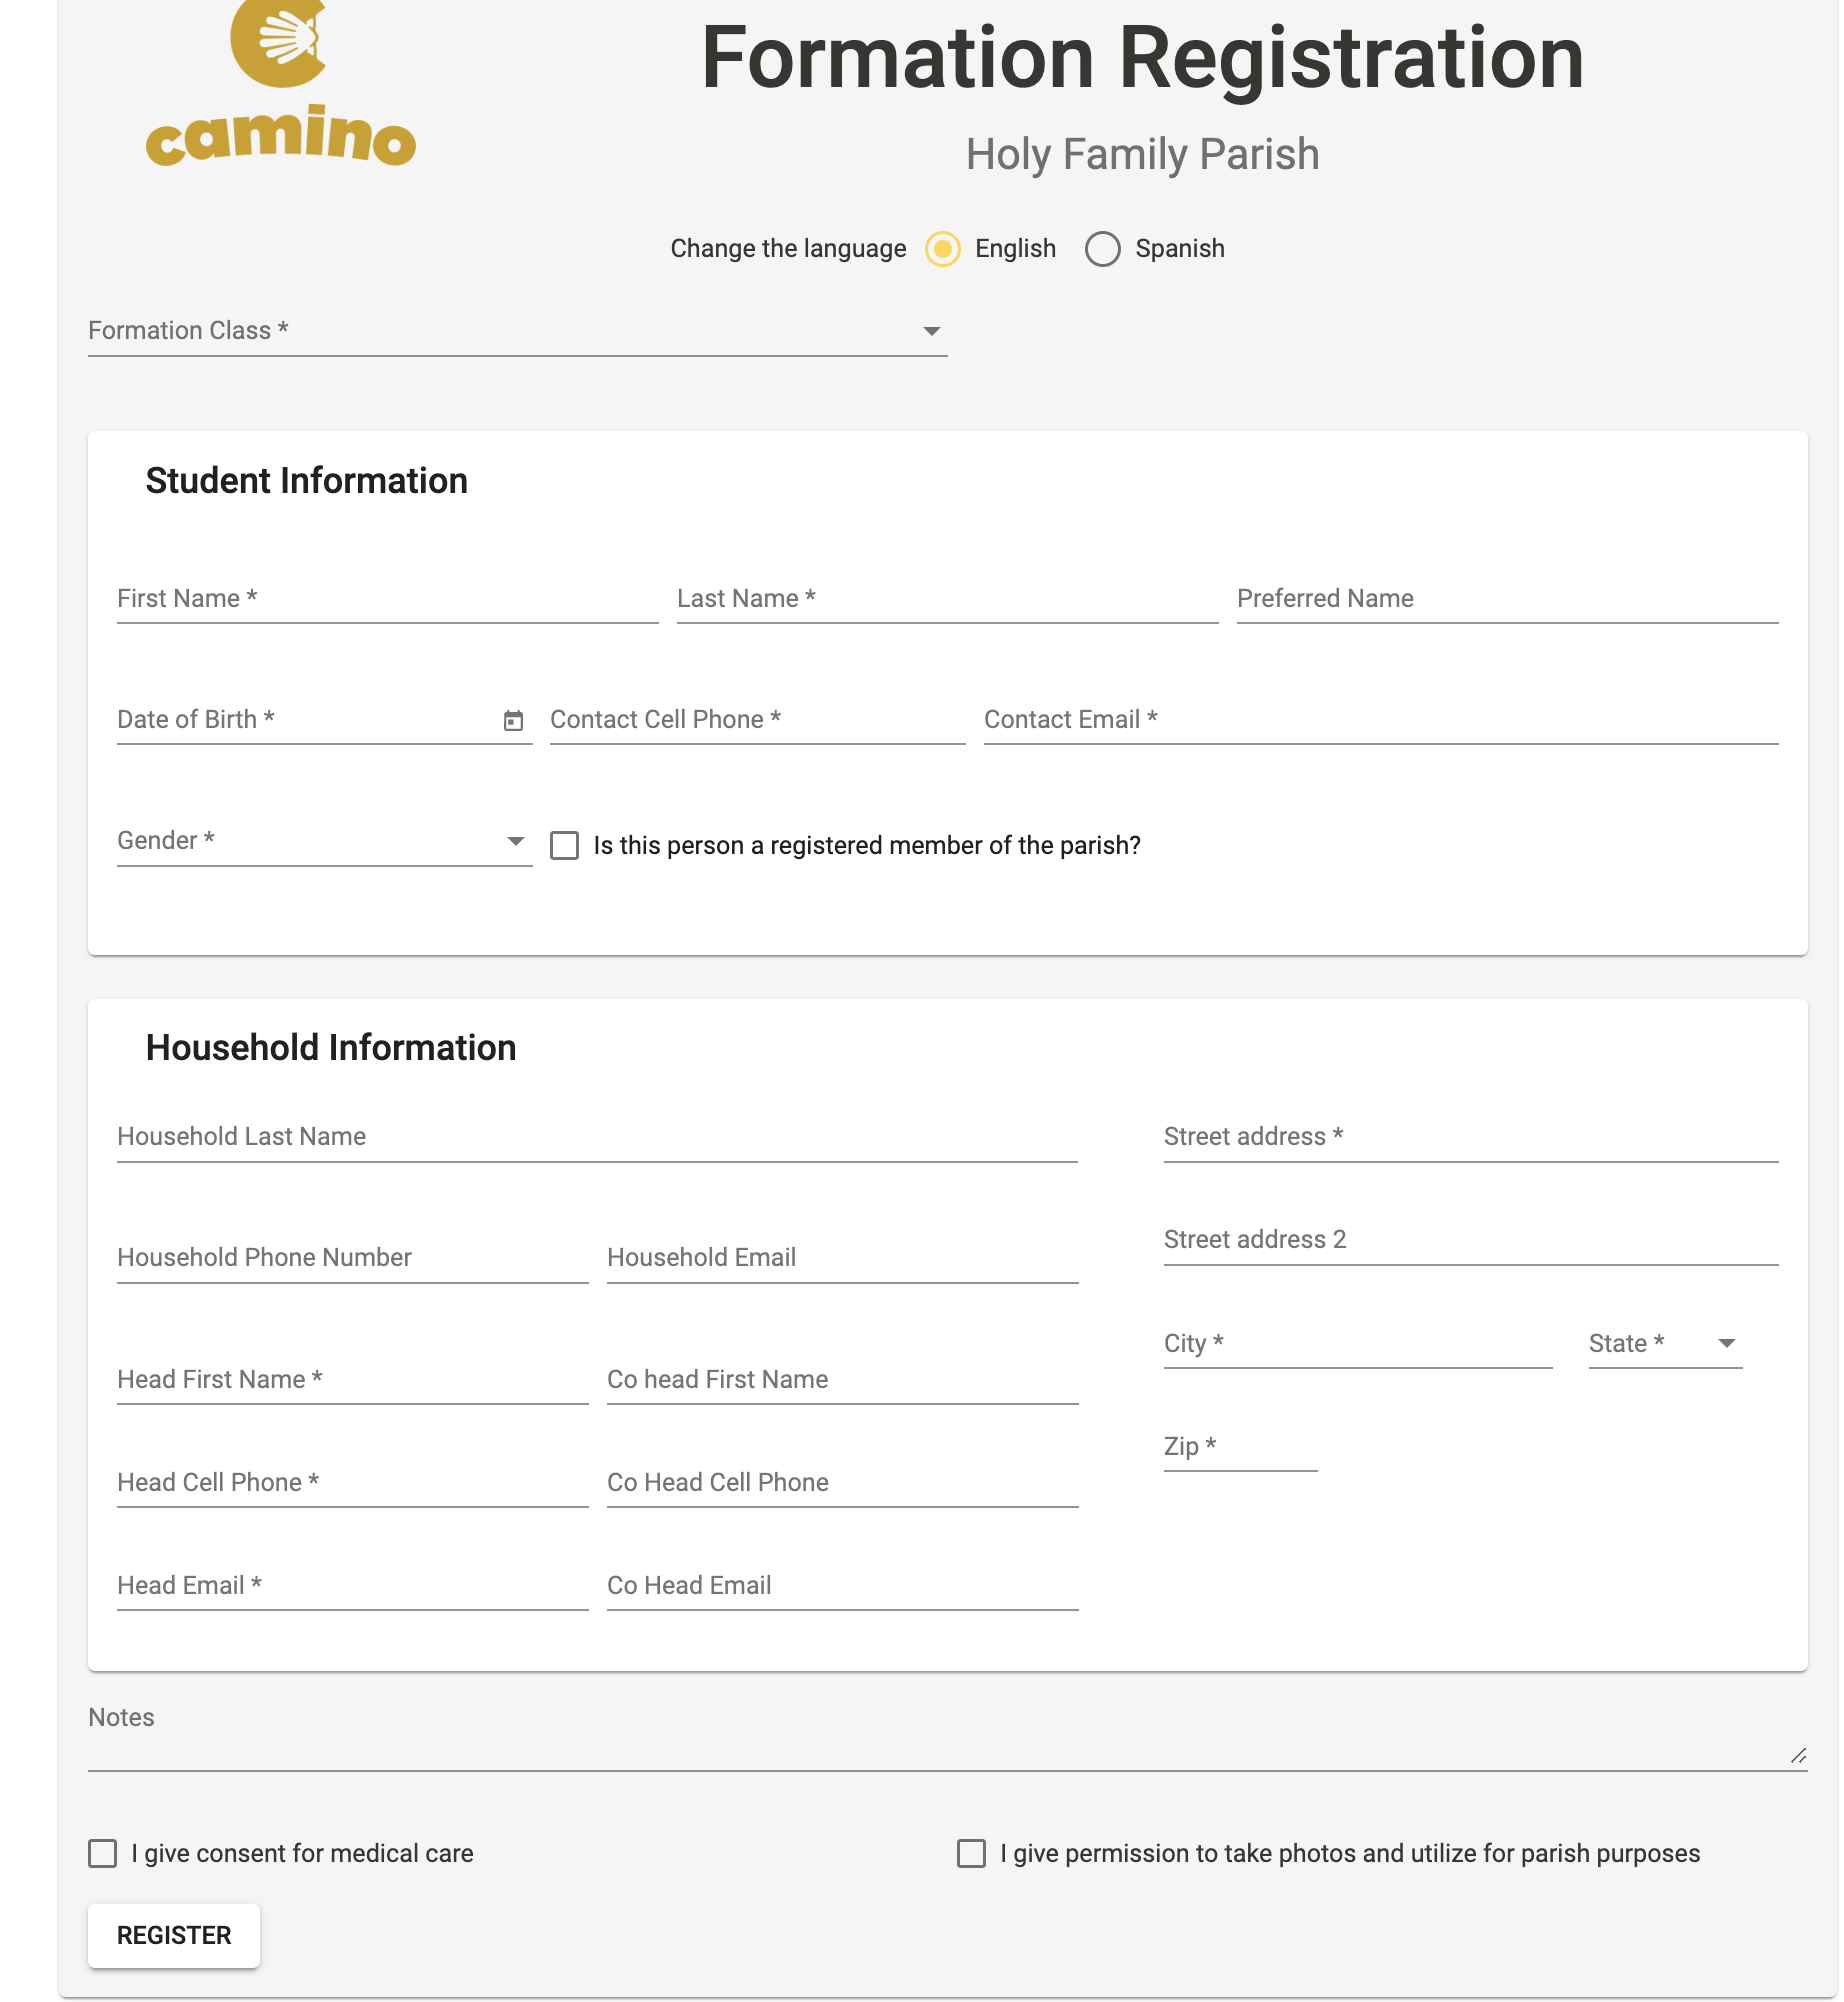 camino
Formation Registration
Holy Family Parish
Change the language English Spanish
Formation Class *
Student Information
First Name * Last Name * Preferred Name
Date of Birth * Contact Cell Phone * Contact Email *
Gender * Is this person a registered member of the parish?
Household Information
Household Last Name
Household Phone Number Household Email
Head First Name * Co head First Name
Head Cell Phone * Co Head Cell Phone
Head Email * Co Head Email
Street address *
Street address 2
City * State *
Zip *
Notes
I give consent for medical care I give permission to take photos and utilize for parish purposes
REGISTER